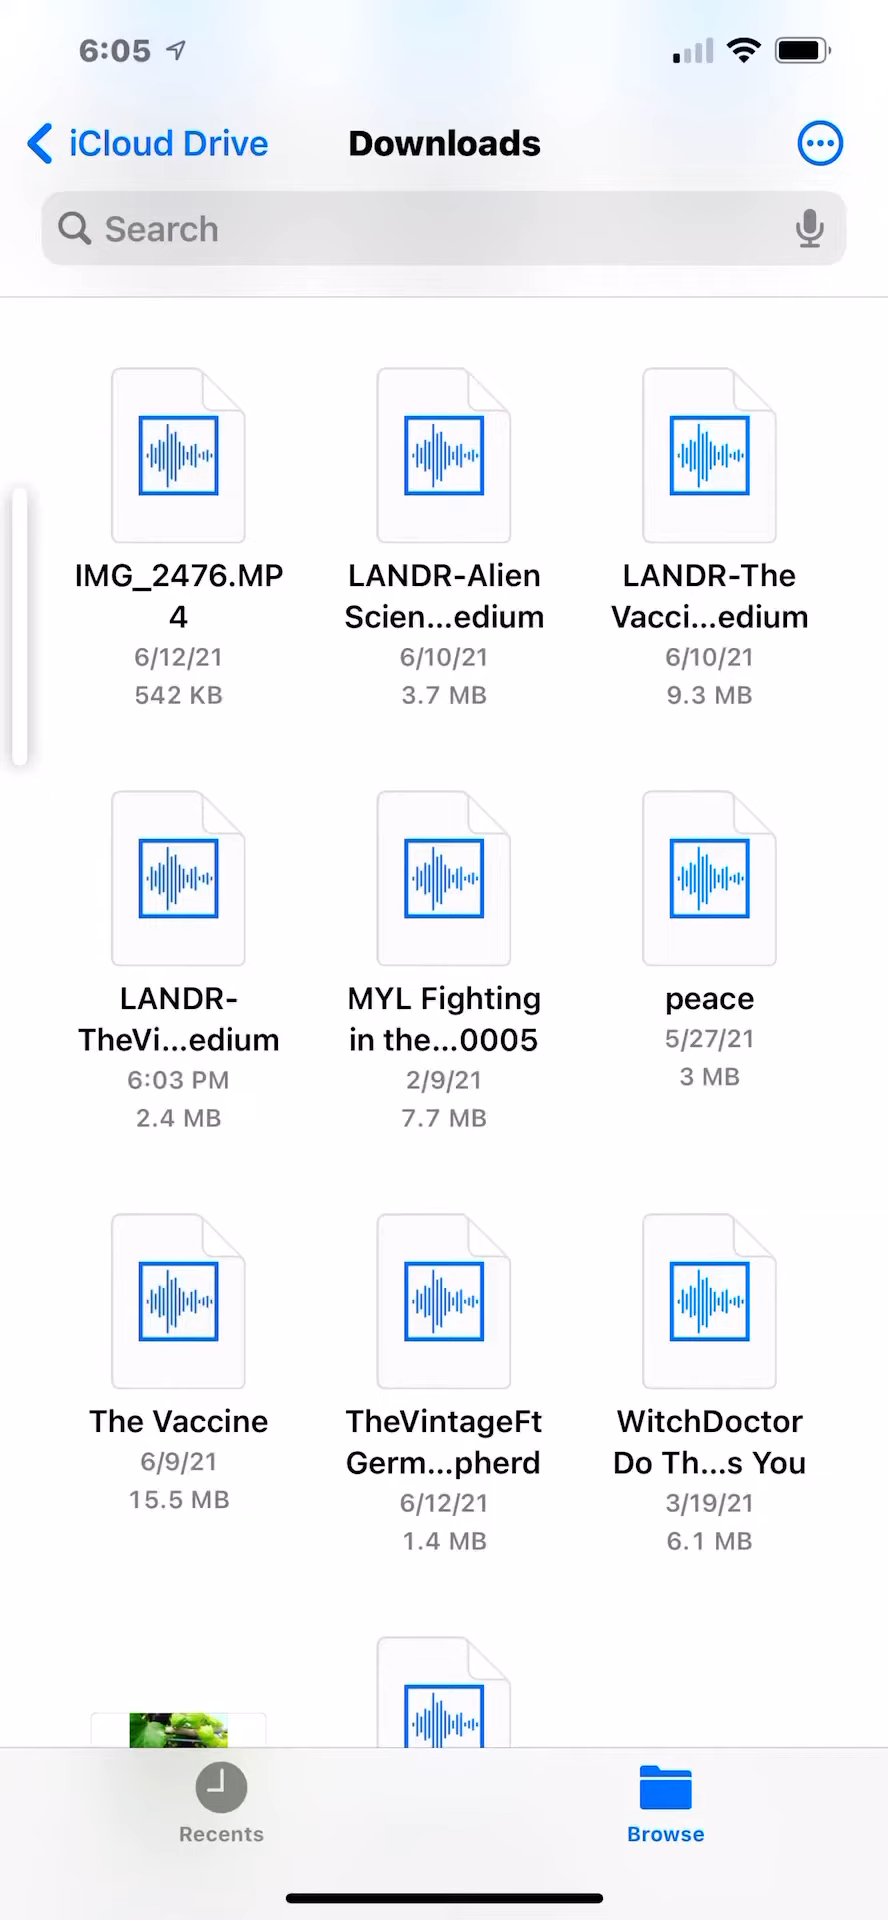 6:05
iCloud Drive
Downloads
Search
IMG_2476.MP
4
6/12/21
542 KB
LANDR-Alien
Scien...edium
6/10/21
3.7 MB
LANDR-The
Vacci...edium
6/10/21
9.3 MB
LANDR-
TheVi...edium
6:03 PM
2.4 MB
MYL Fighting
in the...0005
2/9/21
7.7 MB
peace
5/27/21
3 MB
The Vaccine
6/9/21
15.5 MB
TheVintageFt
Germ...pherd
6/12/21
1.4 MB
WitchDoctor
Do Th...s You
3/19/21
6.1 MB
Recents
Browse